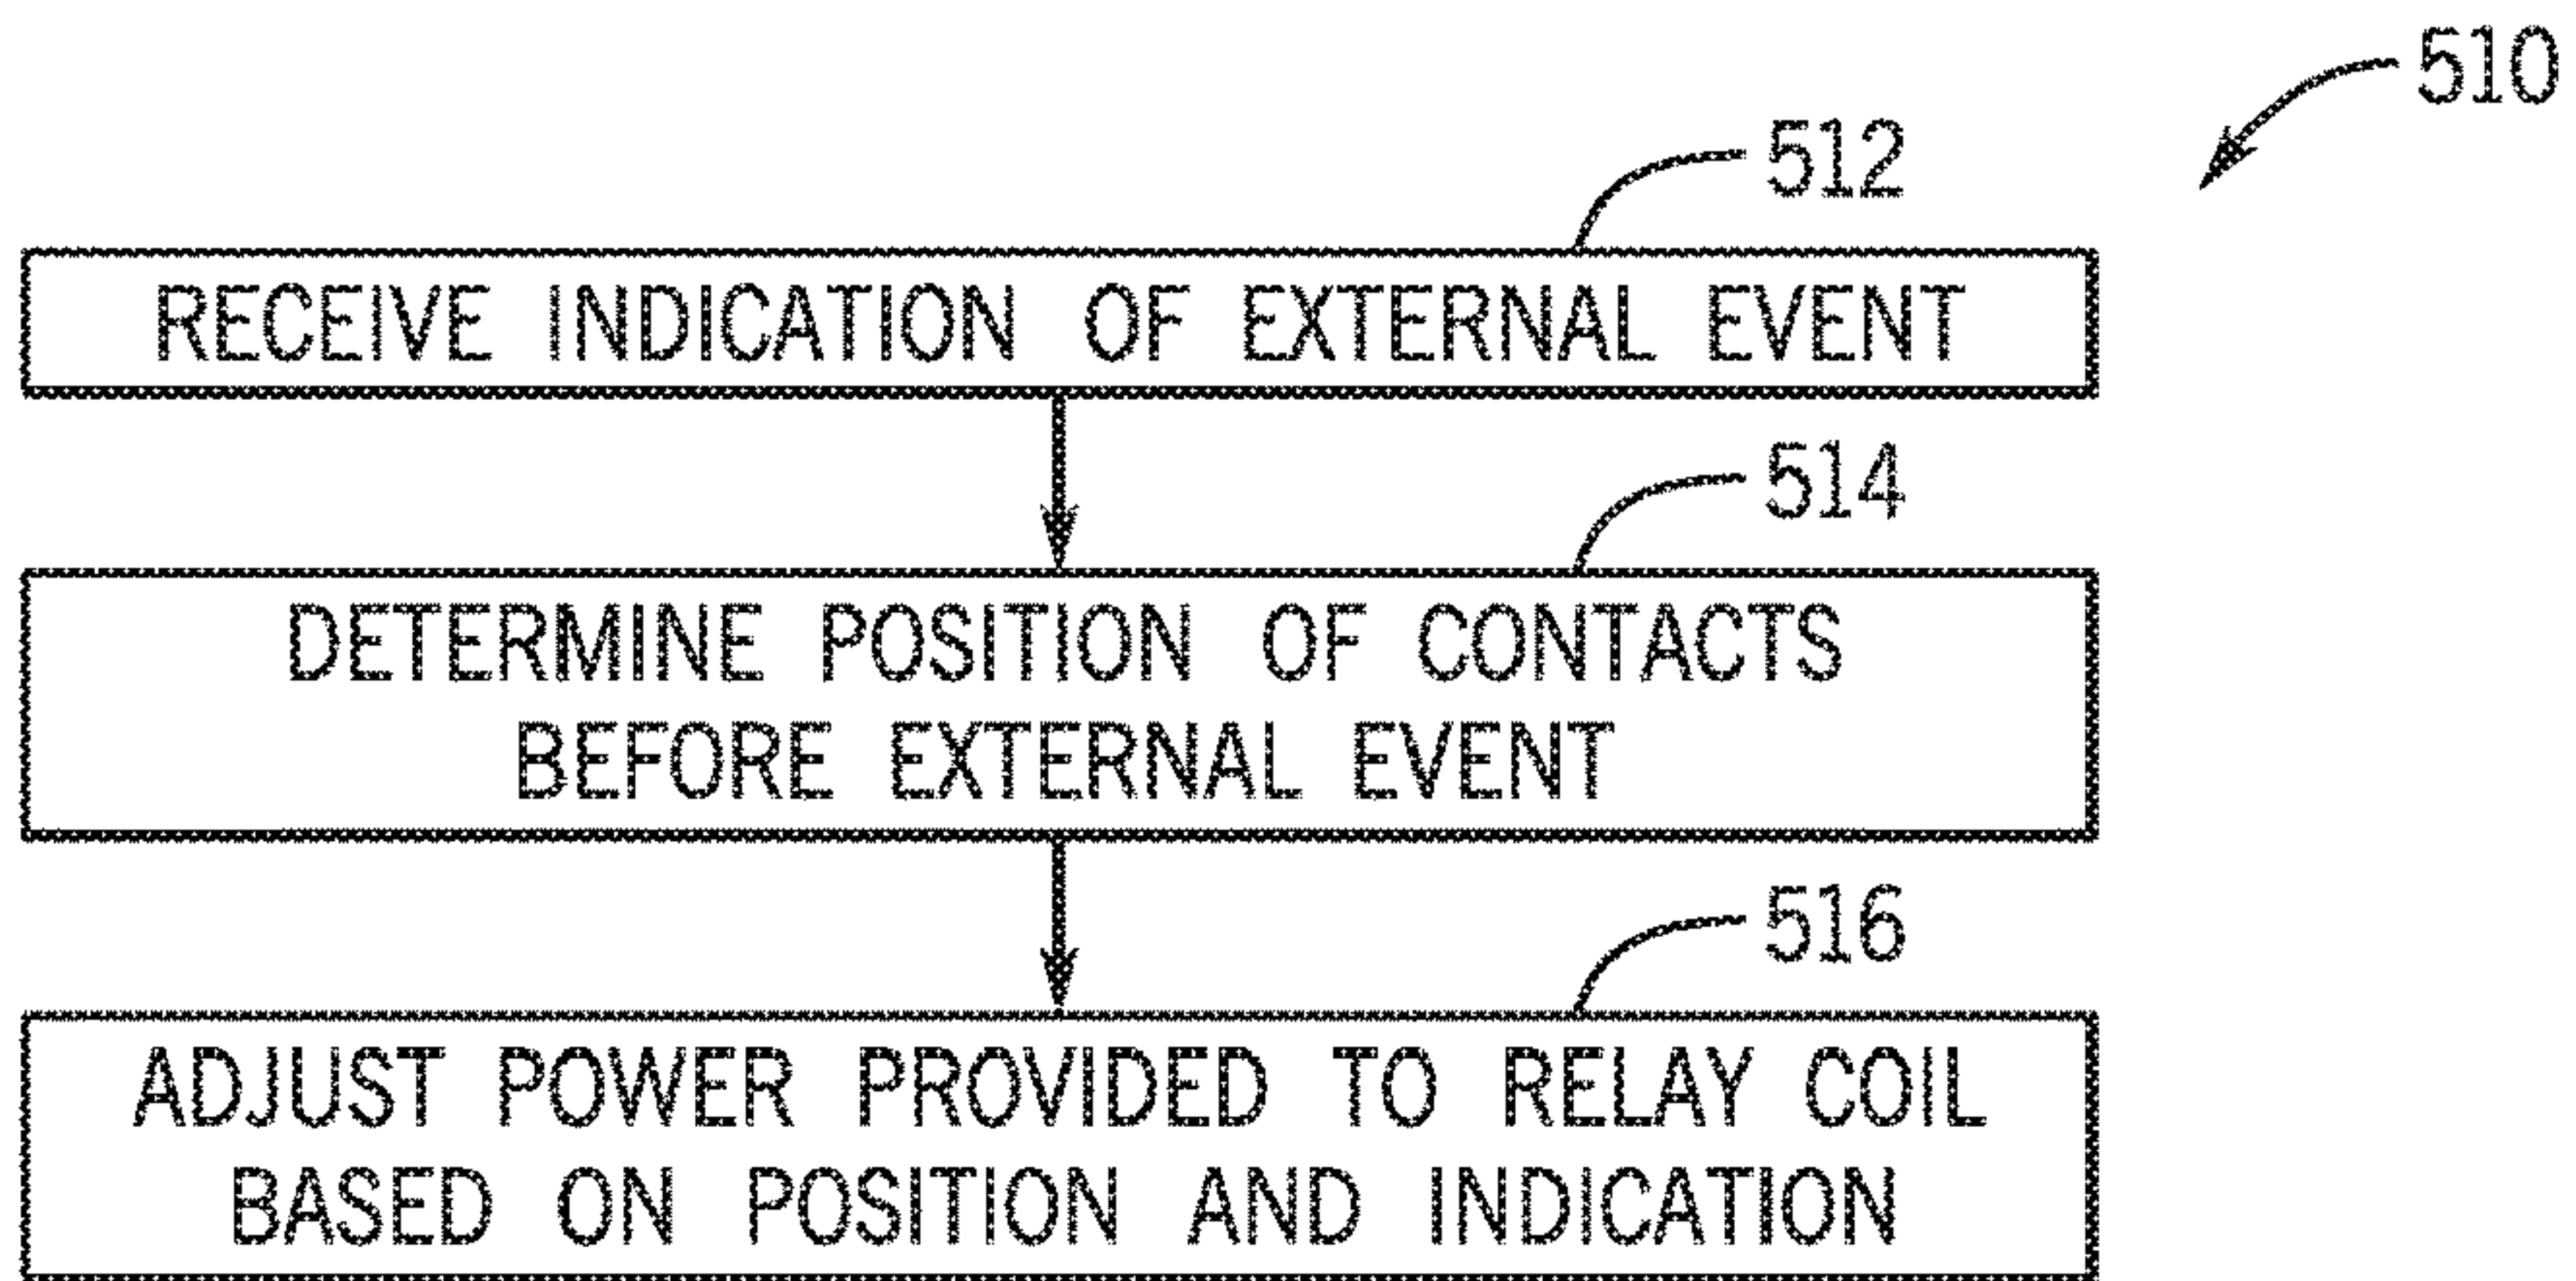 510
512
RECEIVE INDICATION OF EXTERNAL EVENT
514
DETERMINE POSITION OF CONTACTS
BEFORE EXTERNAL EVENT
516
ADJUST POWER PROVIDED TO RELAY COIL
BASED ON POSITION AND INDICATION